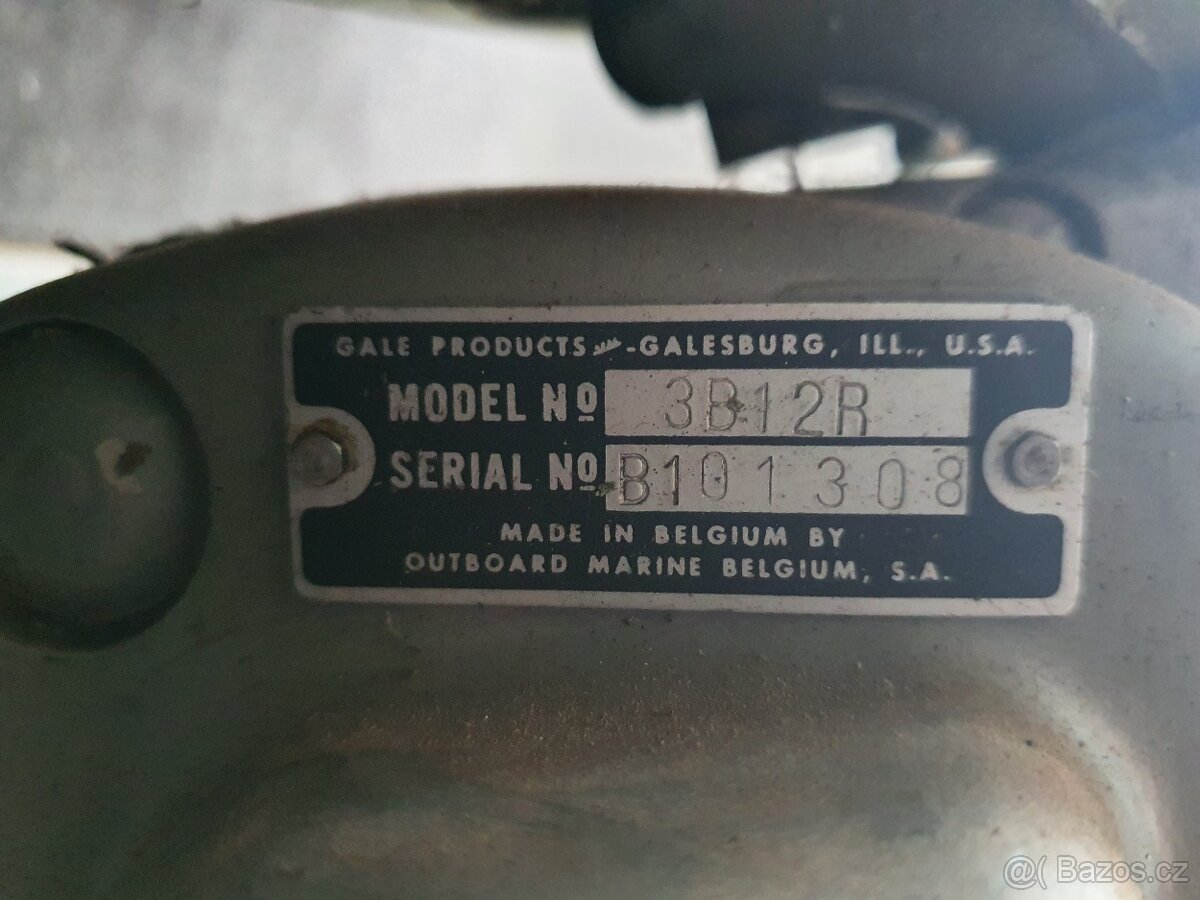 GALE PRODUCTS - GALESBURG, ILL., U.S.A.
MODEL Nº 3B12R
SERIAL Nº B101308
MADE IN BELGIUM BY
OUTBOARD MARINE BELGIUM, S.A.
@( Bazos.cz